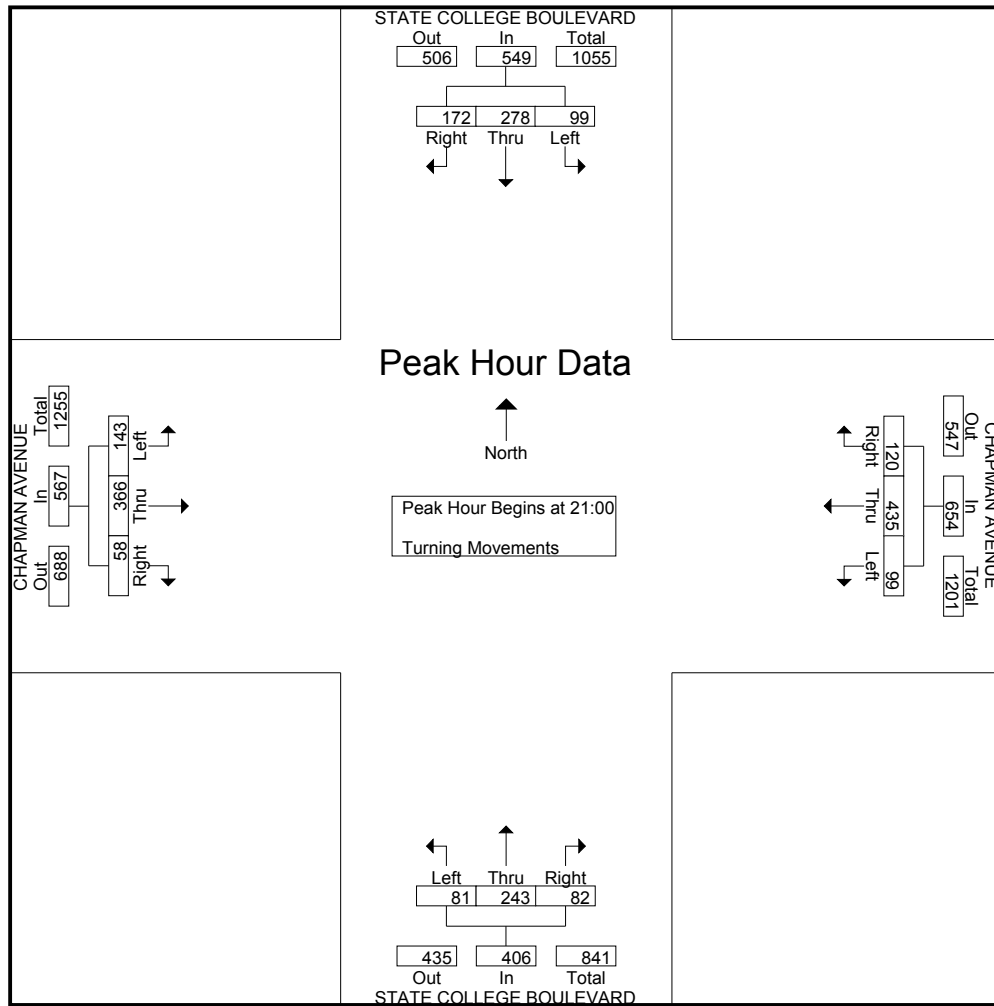 STATE COLLEGE BOULEVARD
Out In Total
506 549 1055
172 278 99
Right Thru Left
Peak Hour Data
North
Peak Hour Begins at 21:00
Turning Movements
CHAPMAN AVENUE
Out In Total
688 567 1255
Left Thru Right
143 366 58
CHAPMAN AVENUE
Out In Total
547 654 1201
Right Thru Left
120 435 99
Left Thru Right
81 243 82
435 406 841
Out In Total
STATE COLLEGE BOULEVARD